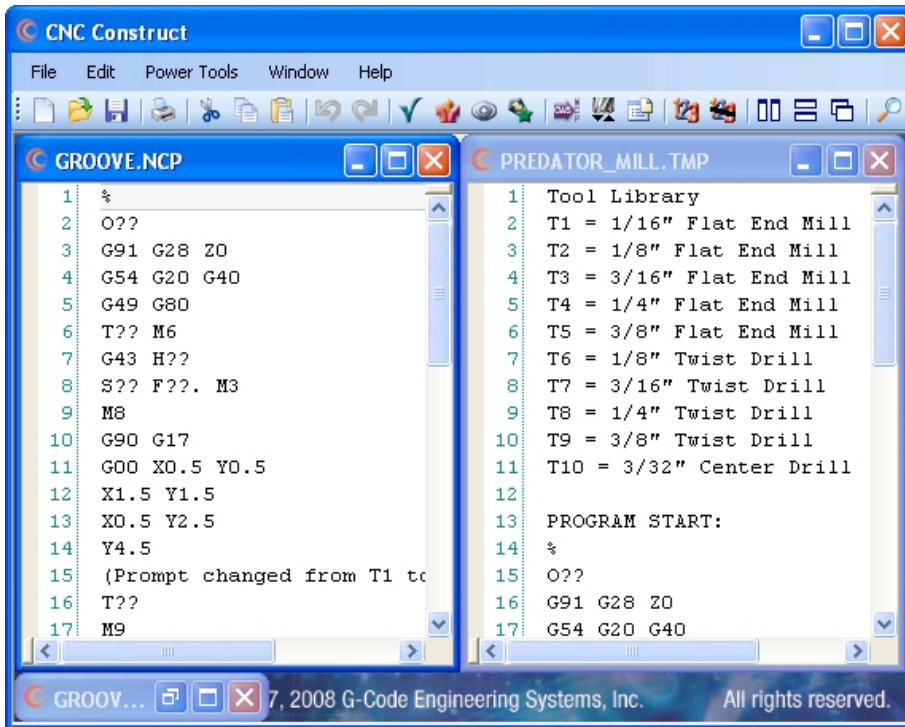 CNC Construct
File Edit Power Tools Window Help
GROOVE.NCP
1 %
2 O??
3 G91 G28 Z0
4 G54 G20 G40
5 G49 G80
6 T?? M6
7 G43 H??
8 S?? F??. M3
9 M8
10 G90 G17
11 G00 X0.5 Y0.5
12 X1.5 Y1.5
13 X0.5 Y2.5
14 Y4.5
15 (Prompt changed from T1 to
16 T??
17 M9
PREDATOR_MILL.TMP
1 Tool Library
2 T1 = 1/16" Flat End Mill
3 T2 = 1/8" Flat End Mill
4 T3 = 3/16" Flat End Mill
5 T4 = 1/4" Flat End Mill
6 T5 = 3/8" Flat End Mill
7 T6 = 1/8" Twist Drill
8 T7 = 3/16" Twist Drill
9 T8 = 1/4" Twist Drill
10 T9 = 3/8" Twist Drill
11 T10 = 3/32" Center Drill
12
13 PROGRAM START:
14 %
15 O??
16 G91 G28 Z0
17 G54 G20 G40
GROOV...
7, 2008 G-Code Engineering Systems, Inc. All rights reserved.